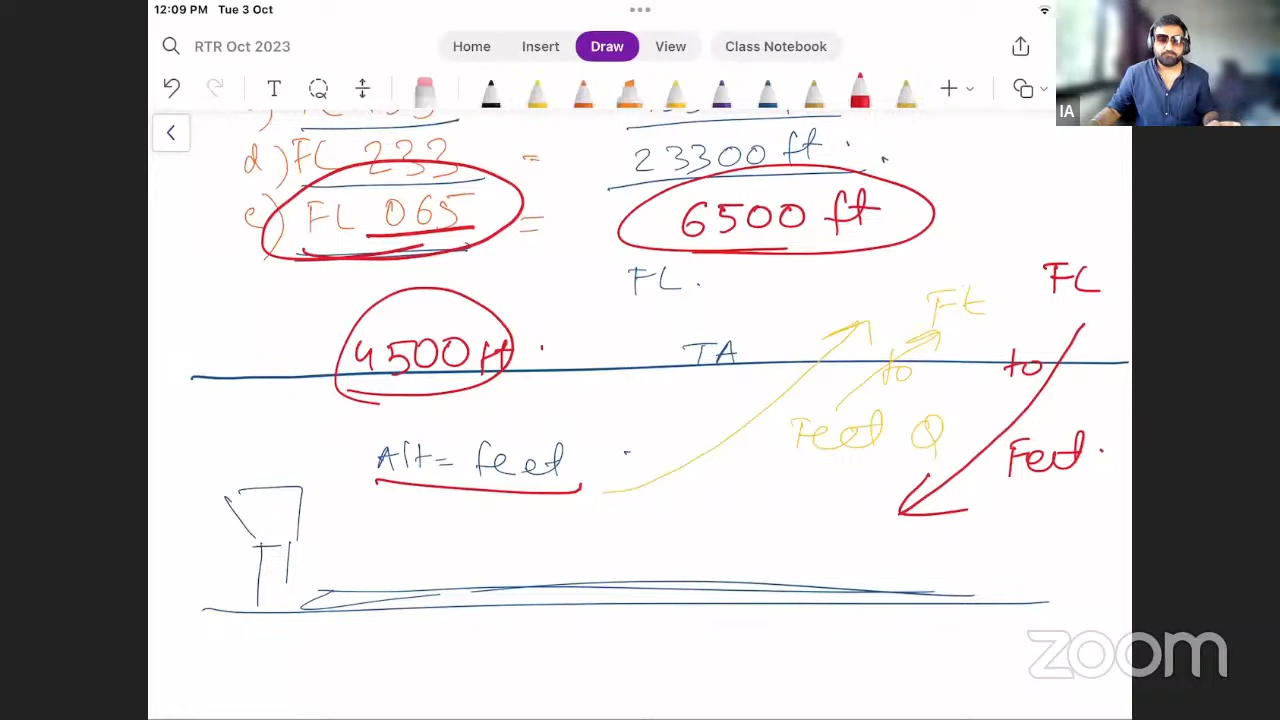 12:09 PM Tue 3 Oct
RTR Oct 2023
Home Insert Draw View Class Notebook
IA
T
d) FL 233 = 23300 ft
e) FL 065 = 6500 ft
FL.
FL
Ft
4500 ft
TA
to
to
Feet Q
Feet.
Alt = feet
zoom